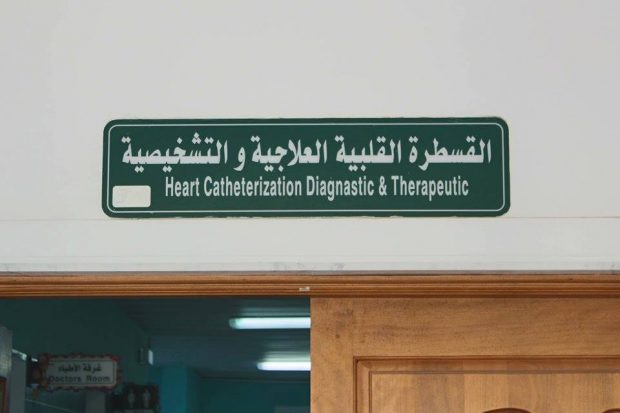 القسطرة القلبية العلاجية و التشخيصية
Heart Catheterization Diagnastic & Therapeutic
غرفة الأطباء
Doctors Room